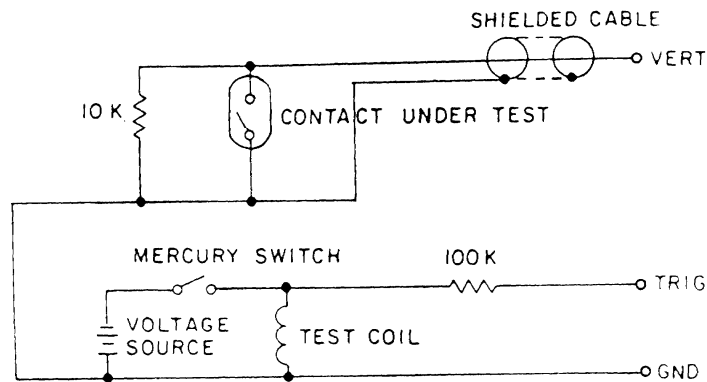 SHIELDED CABLE
VERT
10 K
CONTACT UNDER TEST
MERCURY SWITCH
100 K
TRIG
VOLTAGE
SOURCE
TEST COIL
GND